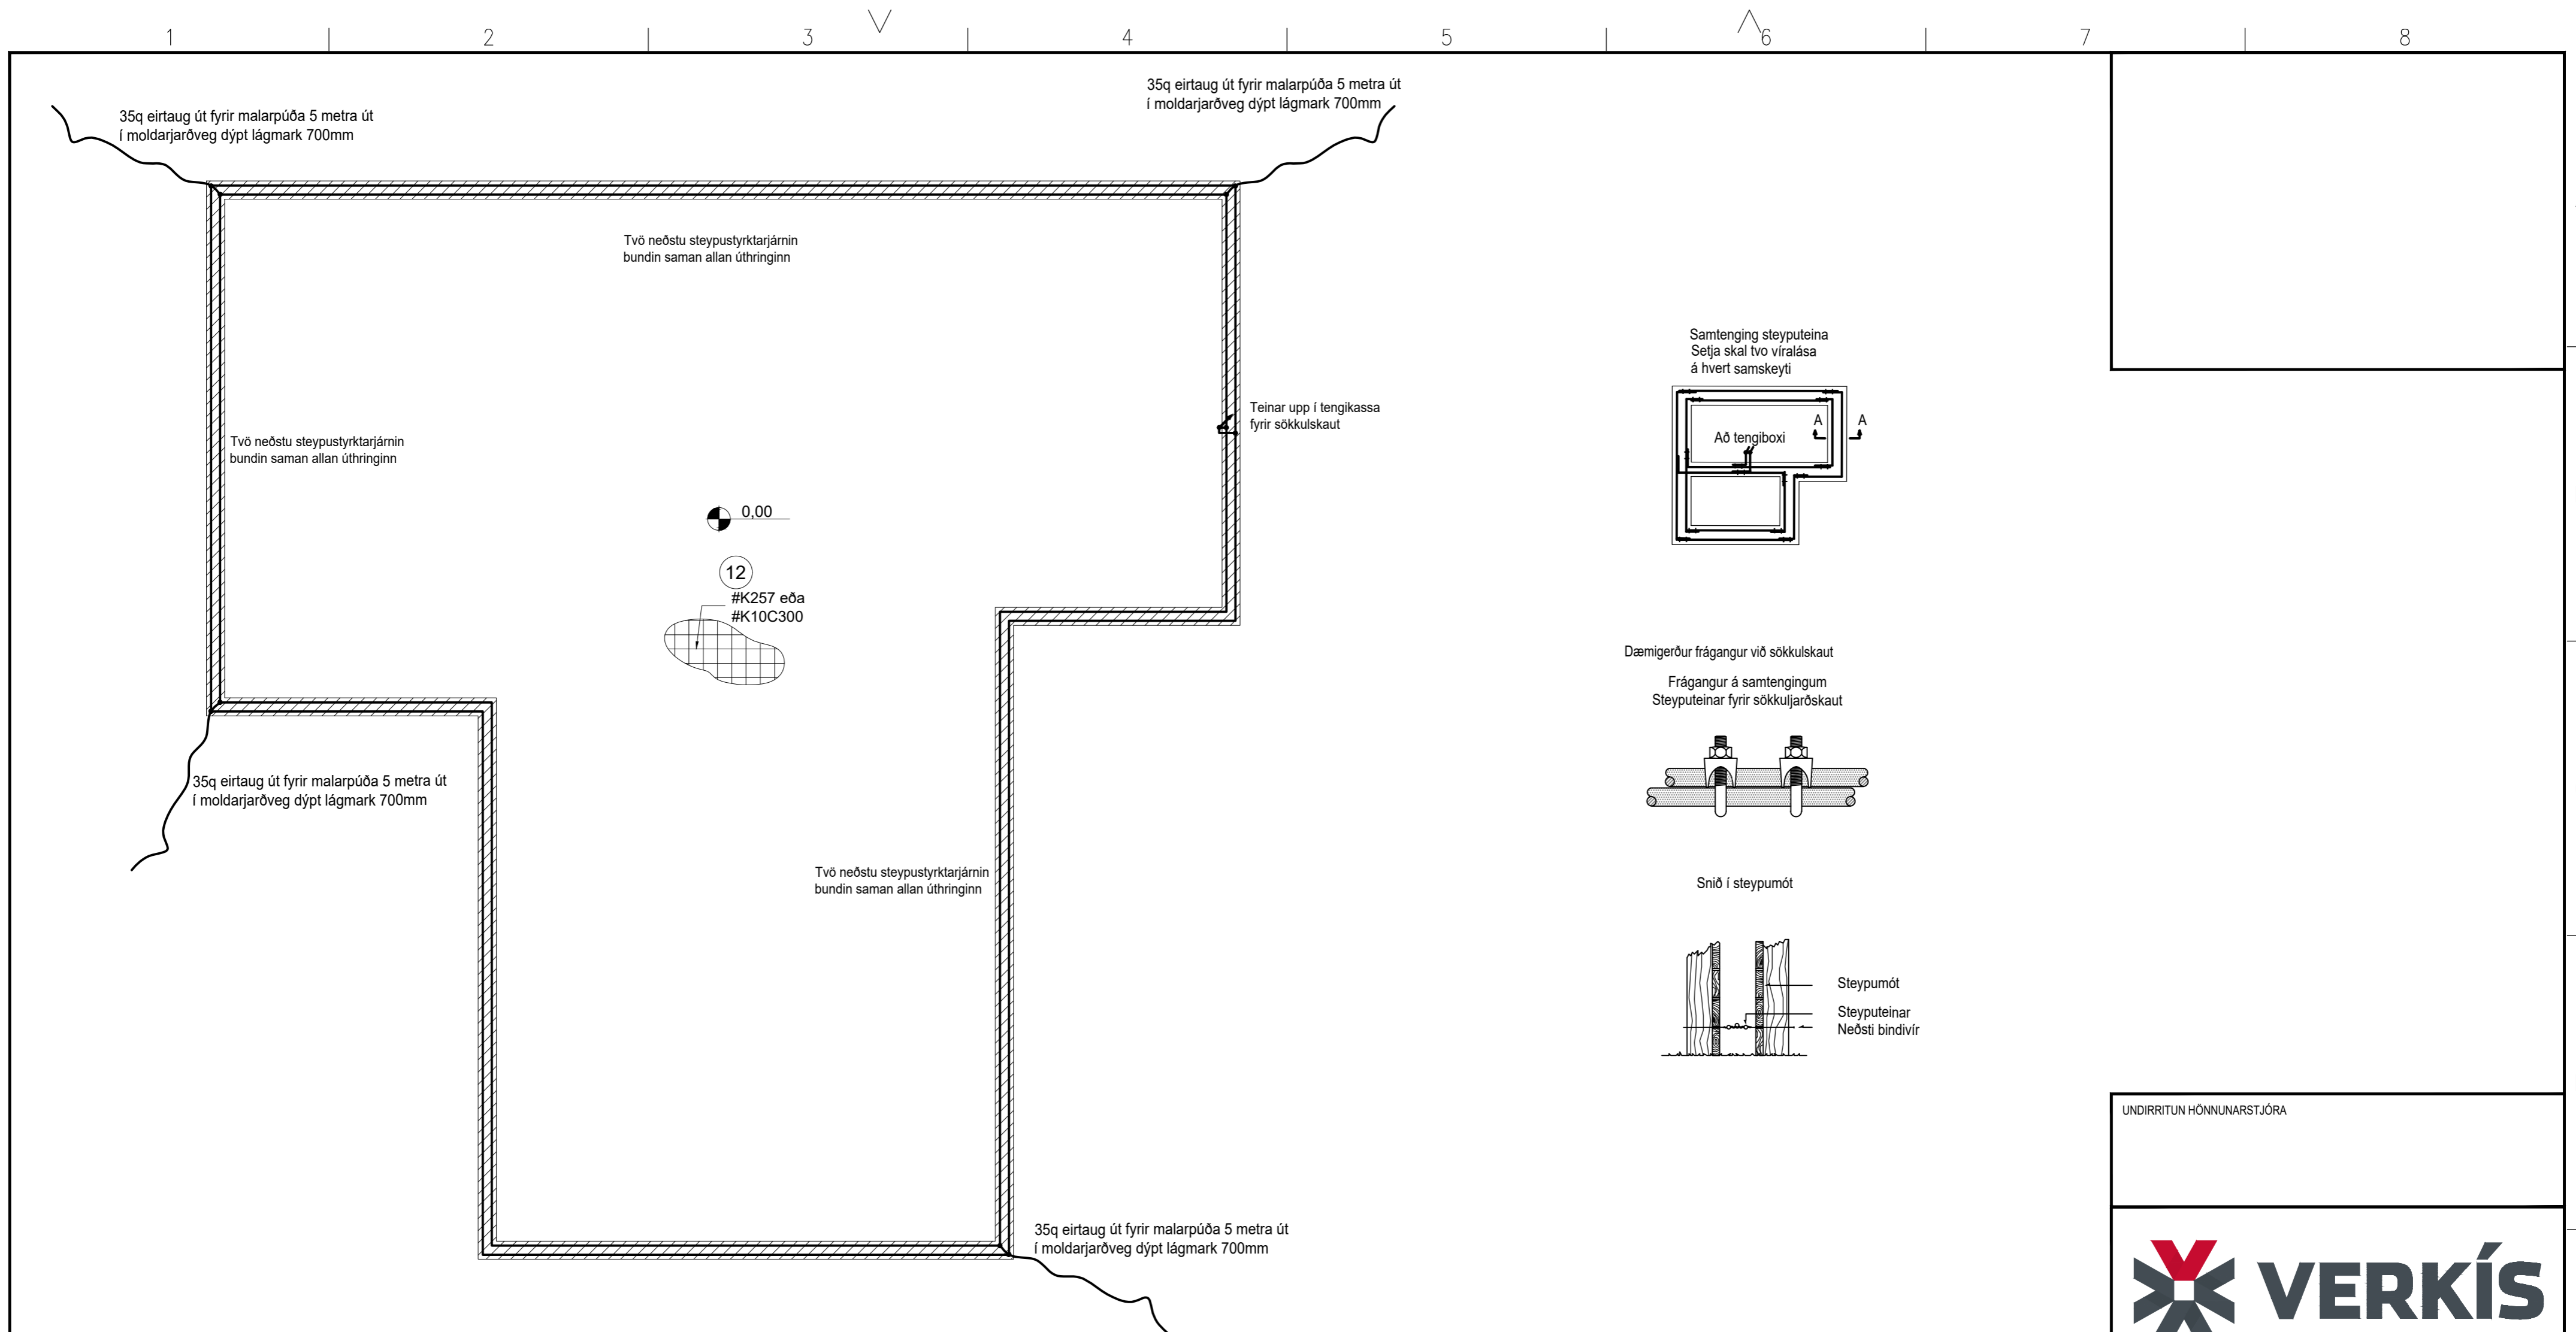 1
2
3
4
5
6
7
8
35q eirtaug út fyrir malarpúða 5 metra út
í moldarjarðveg dýpt lágmark 700mm
35q eirtaug út fyrir malarpúða 5 metra út
í moldarjarðveg dýpt lágmark 700mm
Tvö neðstu steypustyrktarjárnin
bundin saman allan úthringinn
Tvö neðstu steypustyrktarjárnin
bundin saman allan úthringinn
Teinar upp í tengikassa
fyrir sökkulskaut
0,00
12
#K257 eða
#K10C300
35q eirtaug út fyrir malarpúða 5 metra út
í moldarjarðveg dýpt lágmark 700mm
Tvö neðstu steypustyrktarjárnin
bundin saman allan úthringinn
35q eirtaug út fyrir malarpúða 5 metra út
í moldarjarðveg dýpt lágmark 700mm
Samtenging steyputeina
Setja skal tvo víralása
á hvert samskeyti
A
A
Að tengiboxi
Dæmigerður frágangur við sökkulskaut
Frágangur á samtengingum
Steyputeinar fyrir sökkuljarðskaut
Snið í steypumót
Steypumót
Steyputeinar
Neðsti bindivír
UNDIRRITUN HÖNNUNARSTJÓRA
VERKÍS